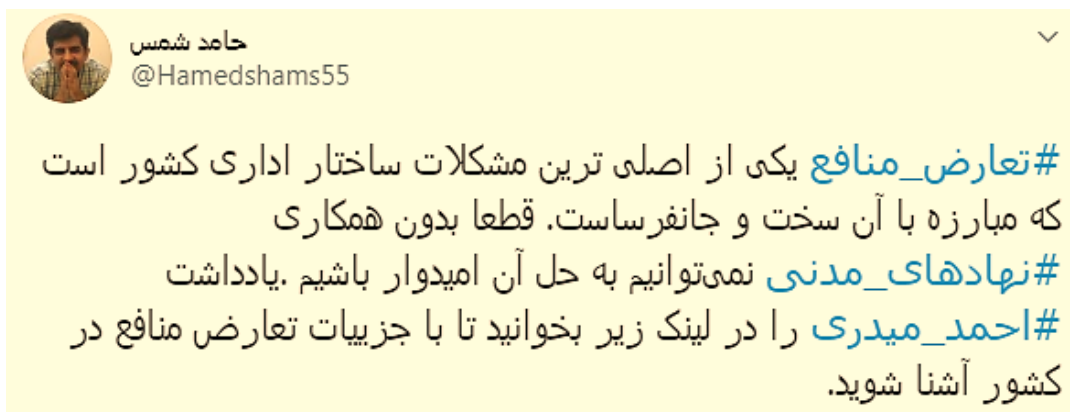 حامد شمس
@Hamedshams55
#تعارض_منافع یکی از اصلی ترین مشکلات ساختار اداری کشور است
که مبارزه با آن سخت و جانفرساست. قطعا بدون همکاری
#نهادهای_مدنی نمی‌توانیم به حل آن امیدوار باشیم .یادداشت
#احمد_میدری را در لینک زیر بخوانید تا با جزییات تعارض منافع در
کشور آشنا شوید.